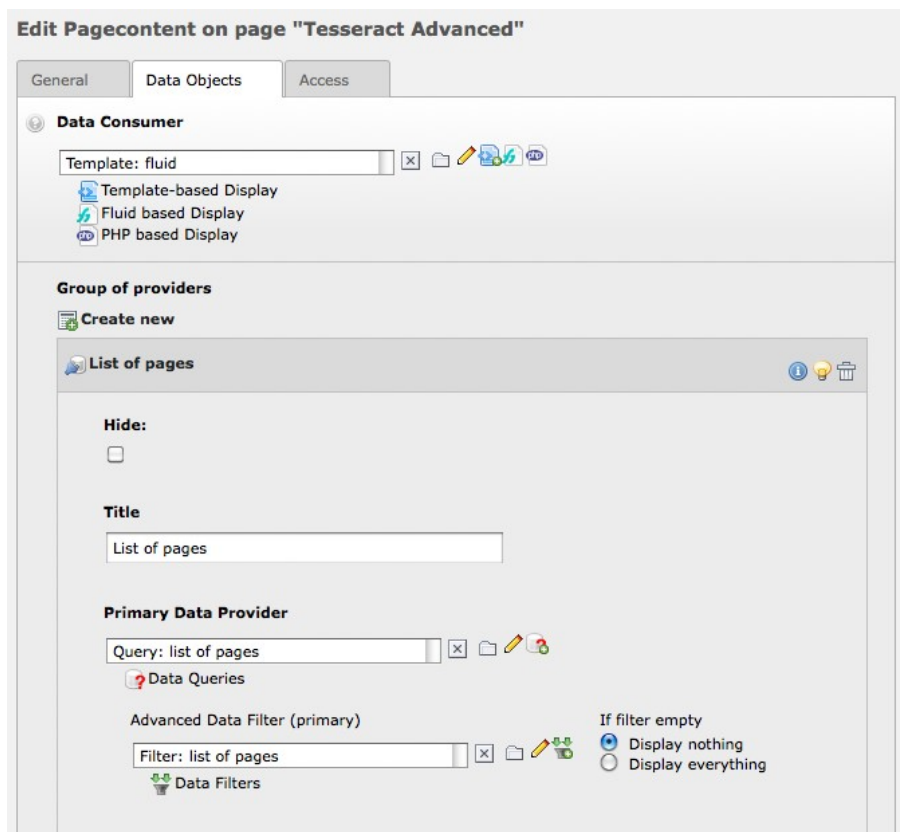 Edit Pagecontent on page "Tesseract Advanced"
General
Data Objects
Access
Data Consumer
Template: fluid
Template-based Display
Fluid based Display
PHP based Display
Group of providers
Create new
List of pages
Hide:
Title
List of pages
Primary Data Provider
Query: list of pages
Data Queries
Advanced Data Filter (primary)
If filter empty
Filter: list of pages
Display nothing
Display everything
Data Filters